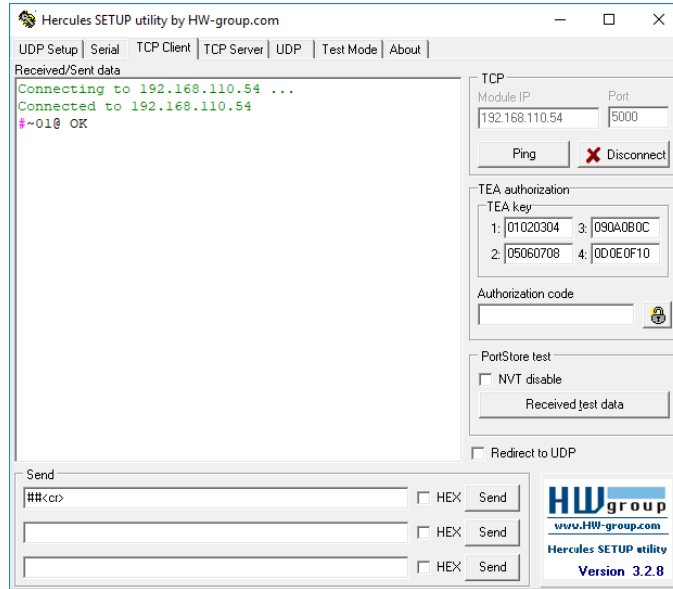 Hercules SETUP utility by HW-group.com
UDP Setup Serial TCP Client TCP Server UDP Test Mode About
Received/Sent data
Connecting to 192.168.110.54 ...
Connected to 192.168.110.54
#~01@ OK
TCP
Module IP Port
192.168.110.54 5000
Ping Disconnect
TEA authorization
TEA key
1: 01020304 3: 090A0B0C
2: 05060708 4: 0D0E0F10
Authorization code
PortStore test
NVT disable
Received test data
Redirect to UDP
Send
##<cr> HEX Send
HEX Send
HEX Send
HW group
www.HW-group.com
Hercules SETUP utility
Version 3.2.8